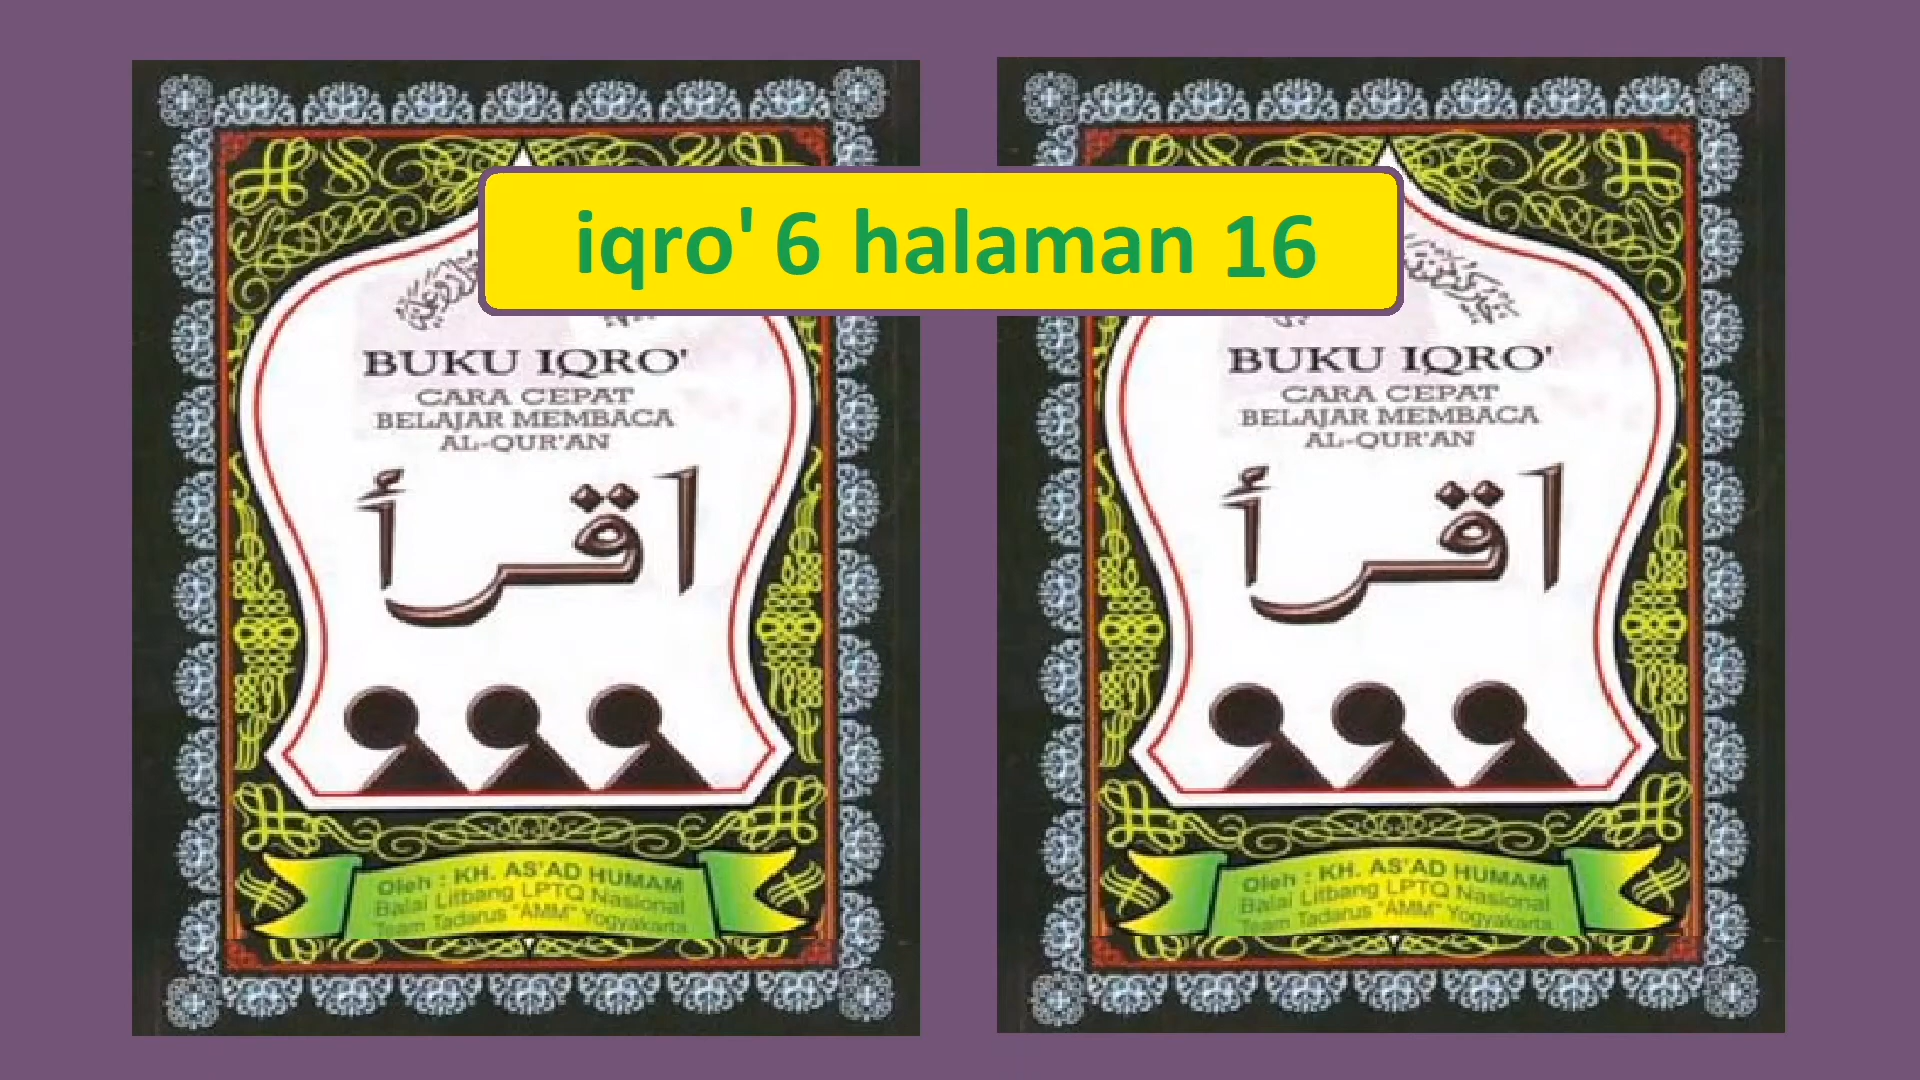 iqro' 6 halaman 16
BUKU IQRO'
CARA CEPAT
BELAJAR MEMBACA
AL-QUR'AN
اقرأ
Oleh : KH. AS'AD HUMAM
Balai Litbang LPTQ Nasional
Team Tadarus "AMM" Yogyakarta
BUKU IQRO'
CARA CEPAT
BELAJAR MEMBACA
AL-QUR'AN
اقرأ
Oleh : KH. AS'AD HUMAM
Balai Litbang LPTQ Nasional
Team Tadarus "AMM" Yogyakarta